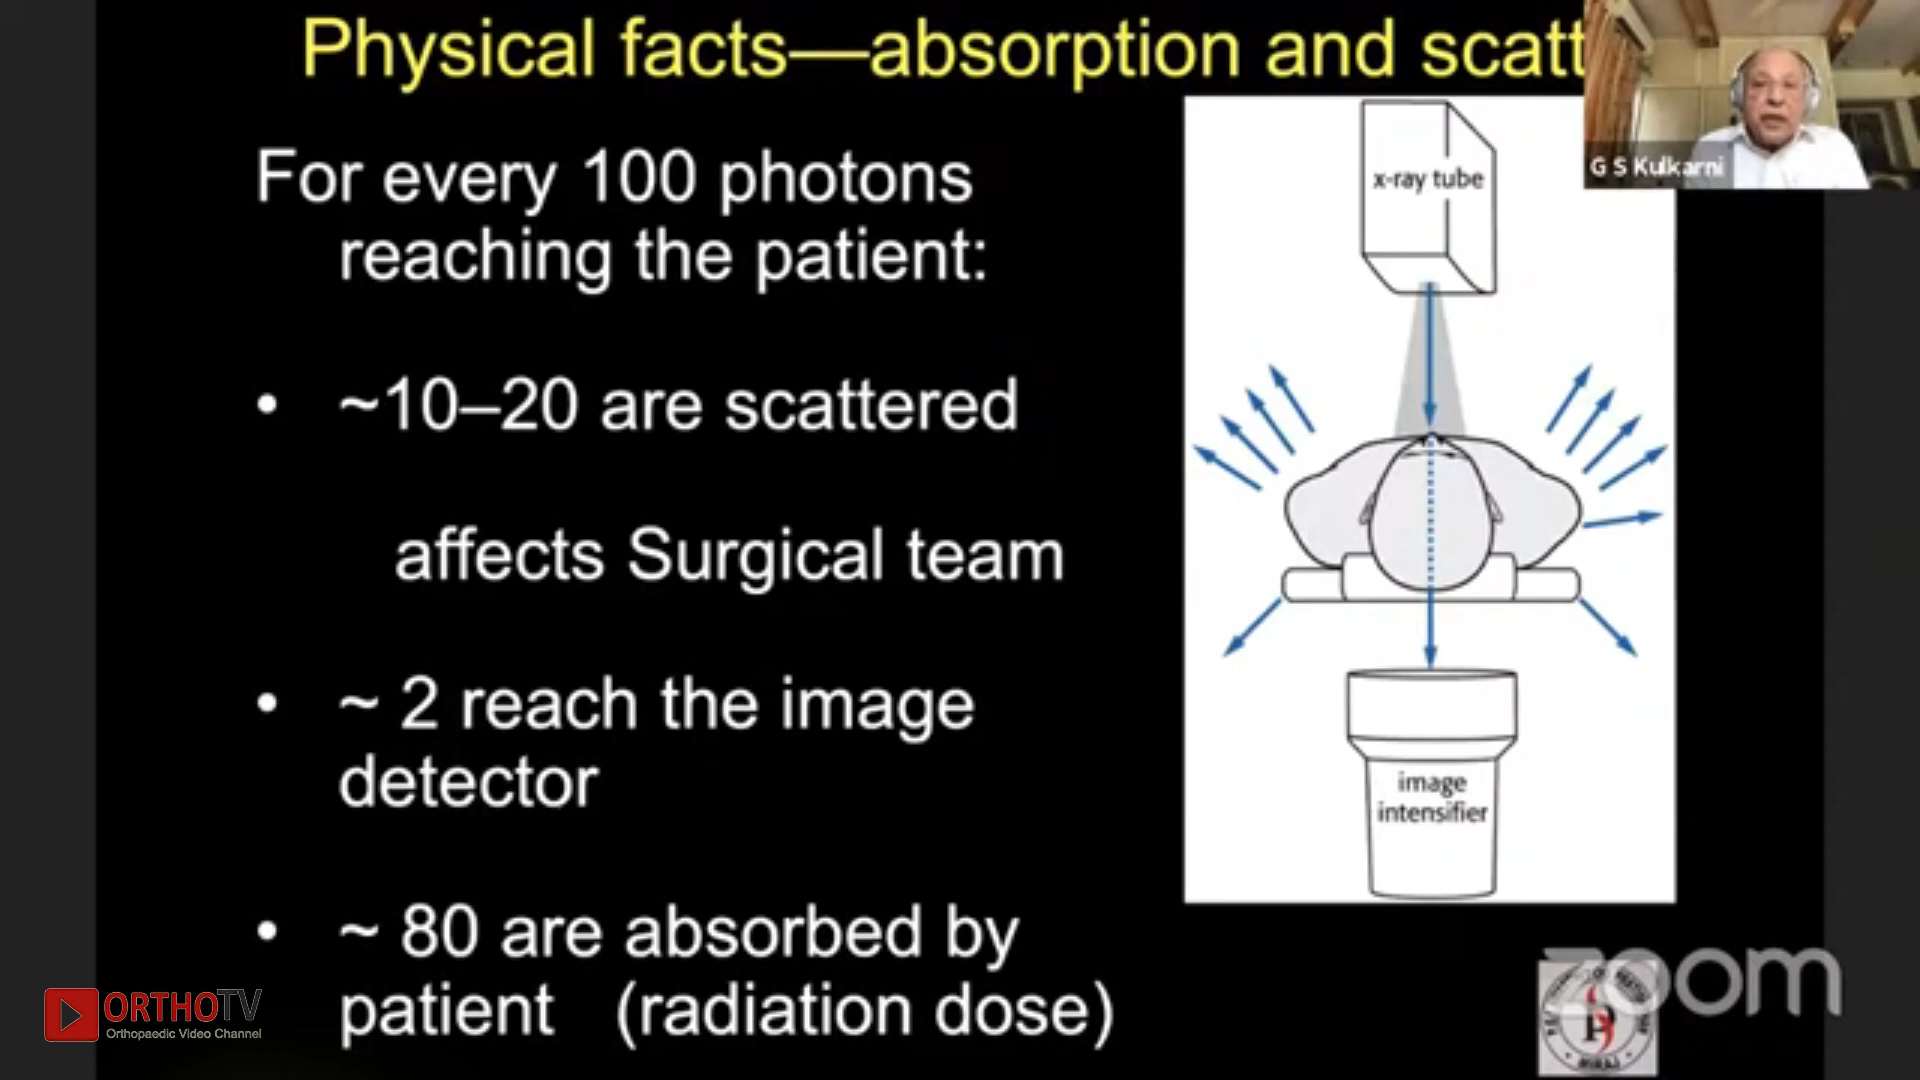 Physical facts—absorption and scatt
G S Kulkarni
For every 100 photons
reaching the patient:
• ~10–20 are scattered
affects Surgical team
• ~ 2 reach the image
detector
• ~ 80 are absorbed by
patient (radiation dose)
x-ray tube
image
intensifier
ORTHOTV
Orthopaedic Video Channel
zoom